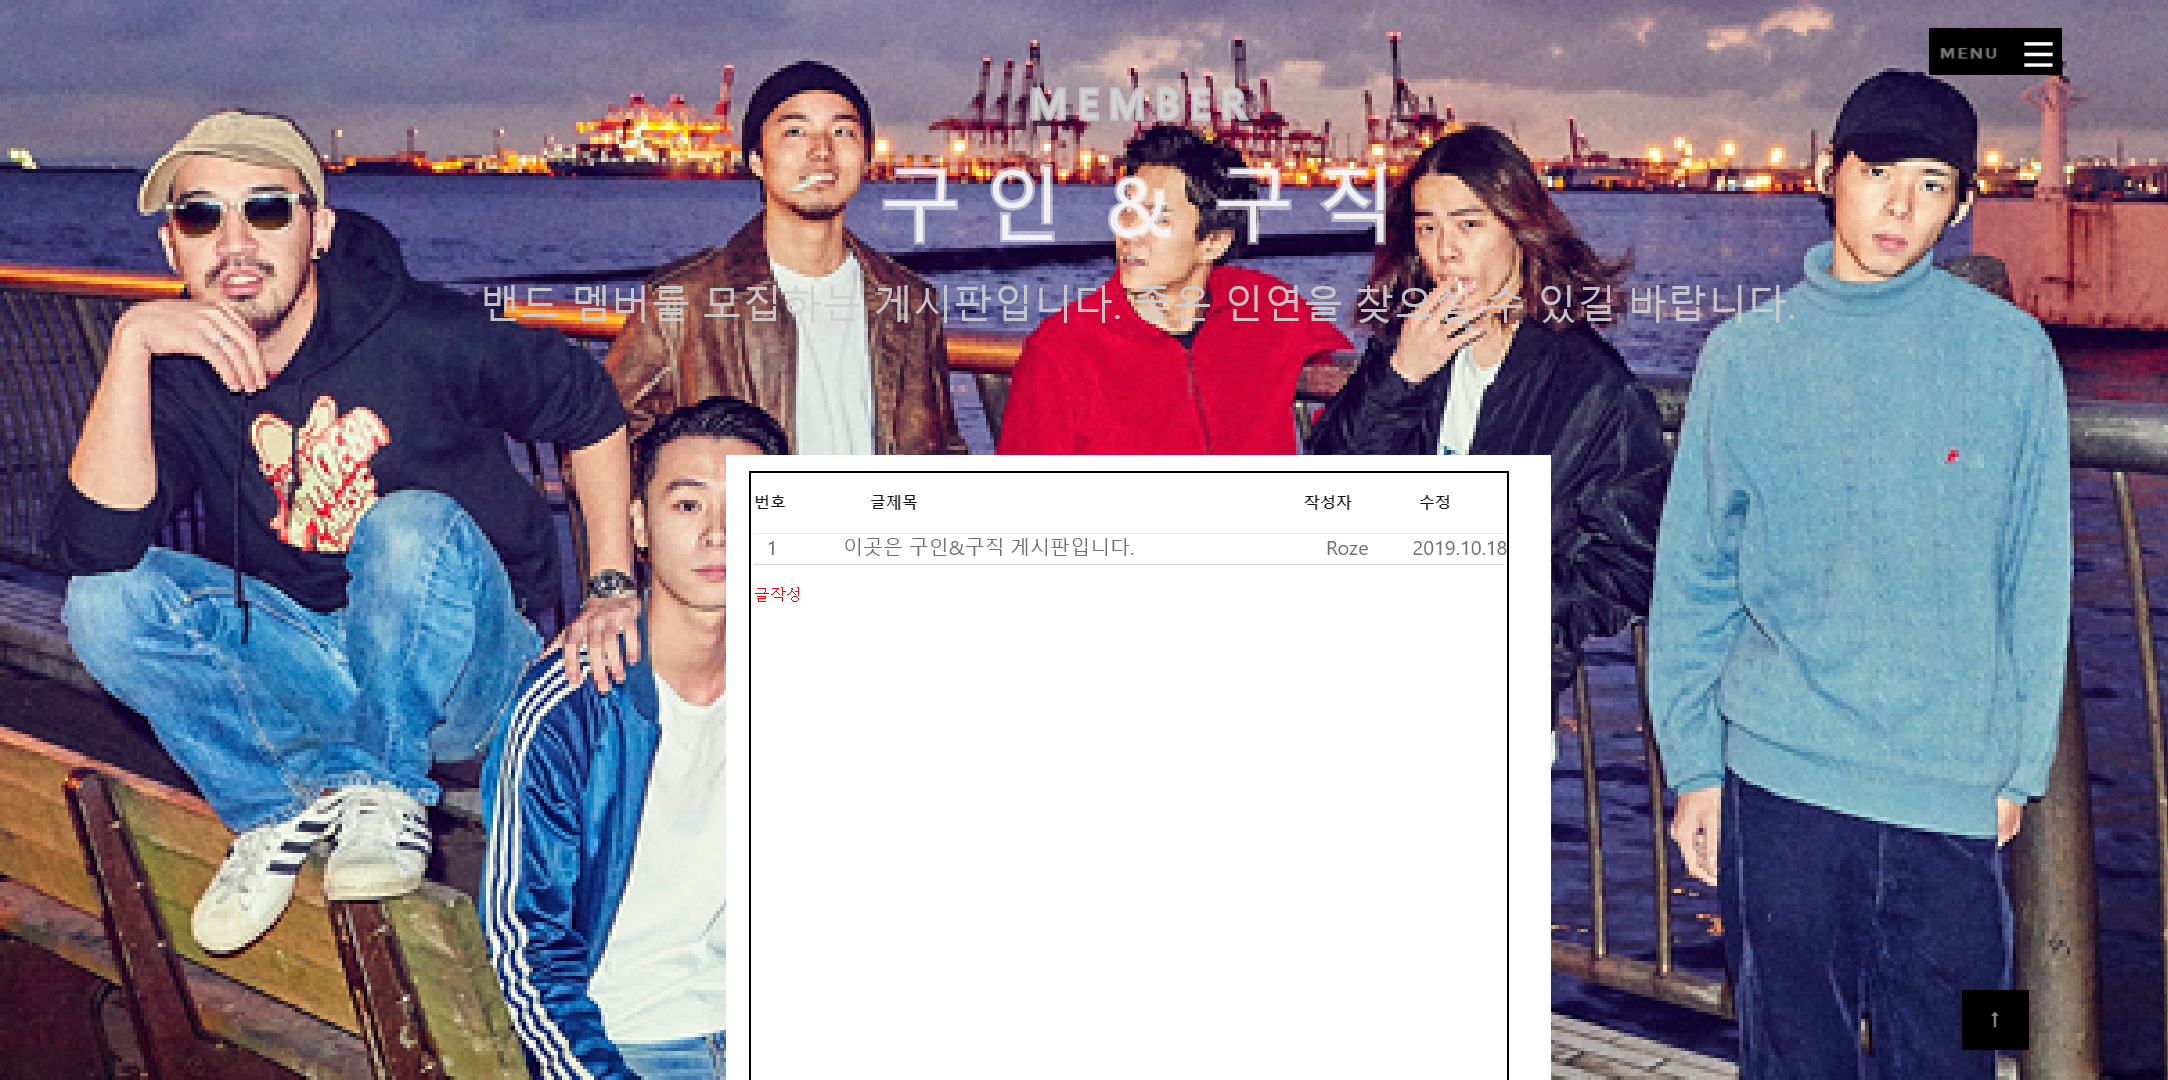 MENU
MEMBER
구인 & 구직
밴드 멤버를 모집하는 게시판입니다. 좋은 인연을 찾으실 수 있길 바랍니다.
번호 글제목 작성자 수정
1 이곳은 구인&구직 게시판입니다. Roze 2019.10.18
글작성
↑